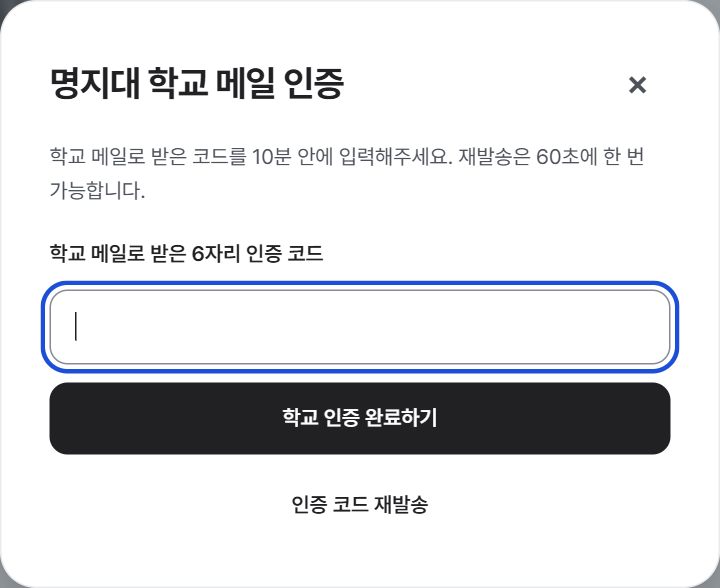 명지대 학교 메일 인증
×
학교 메일로 받은 코드를 10분 안에 입력해주세요. 재발송은 60초에 한 번
가능합니다.
학교 메일로 받은 6자리 인증 코드
학교 인증 완료하기
인증 코드 재발송